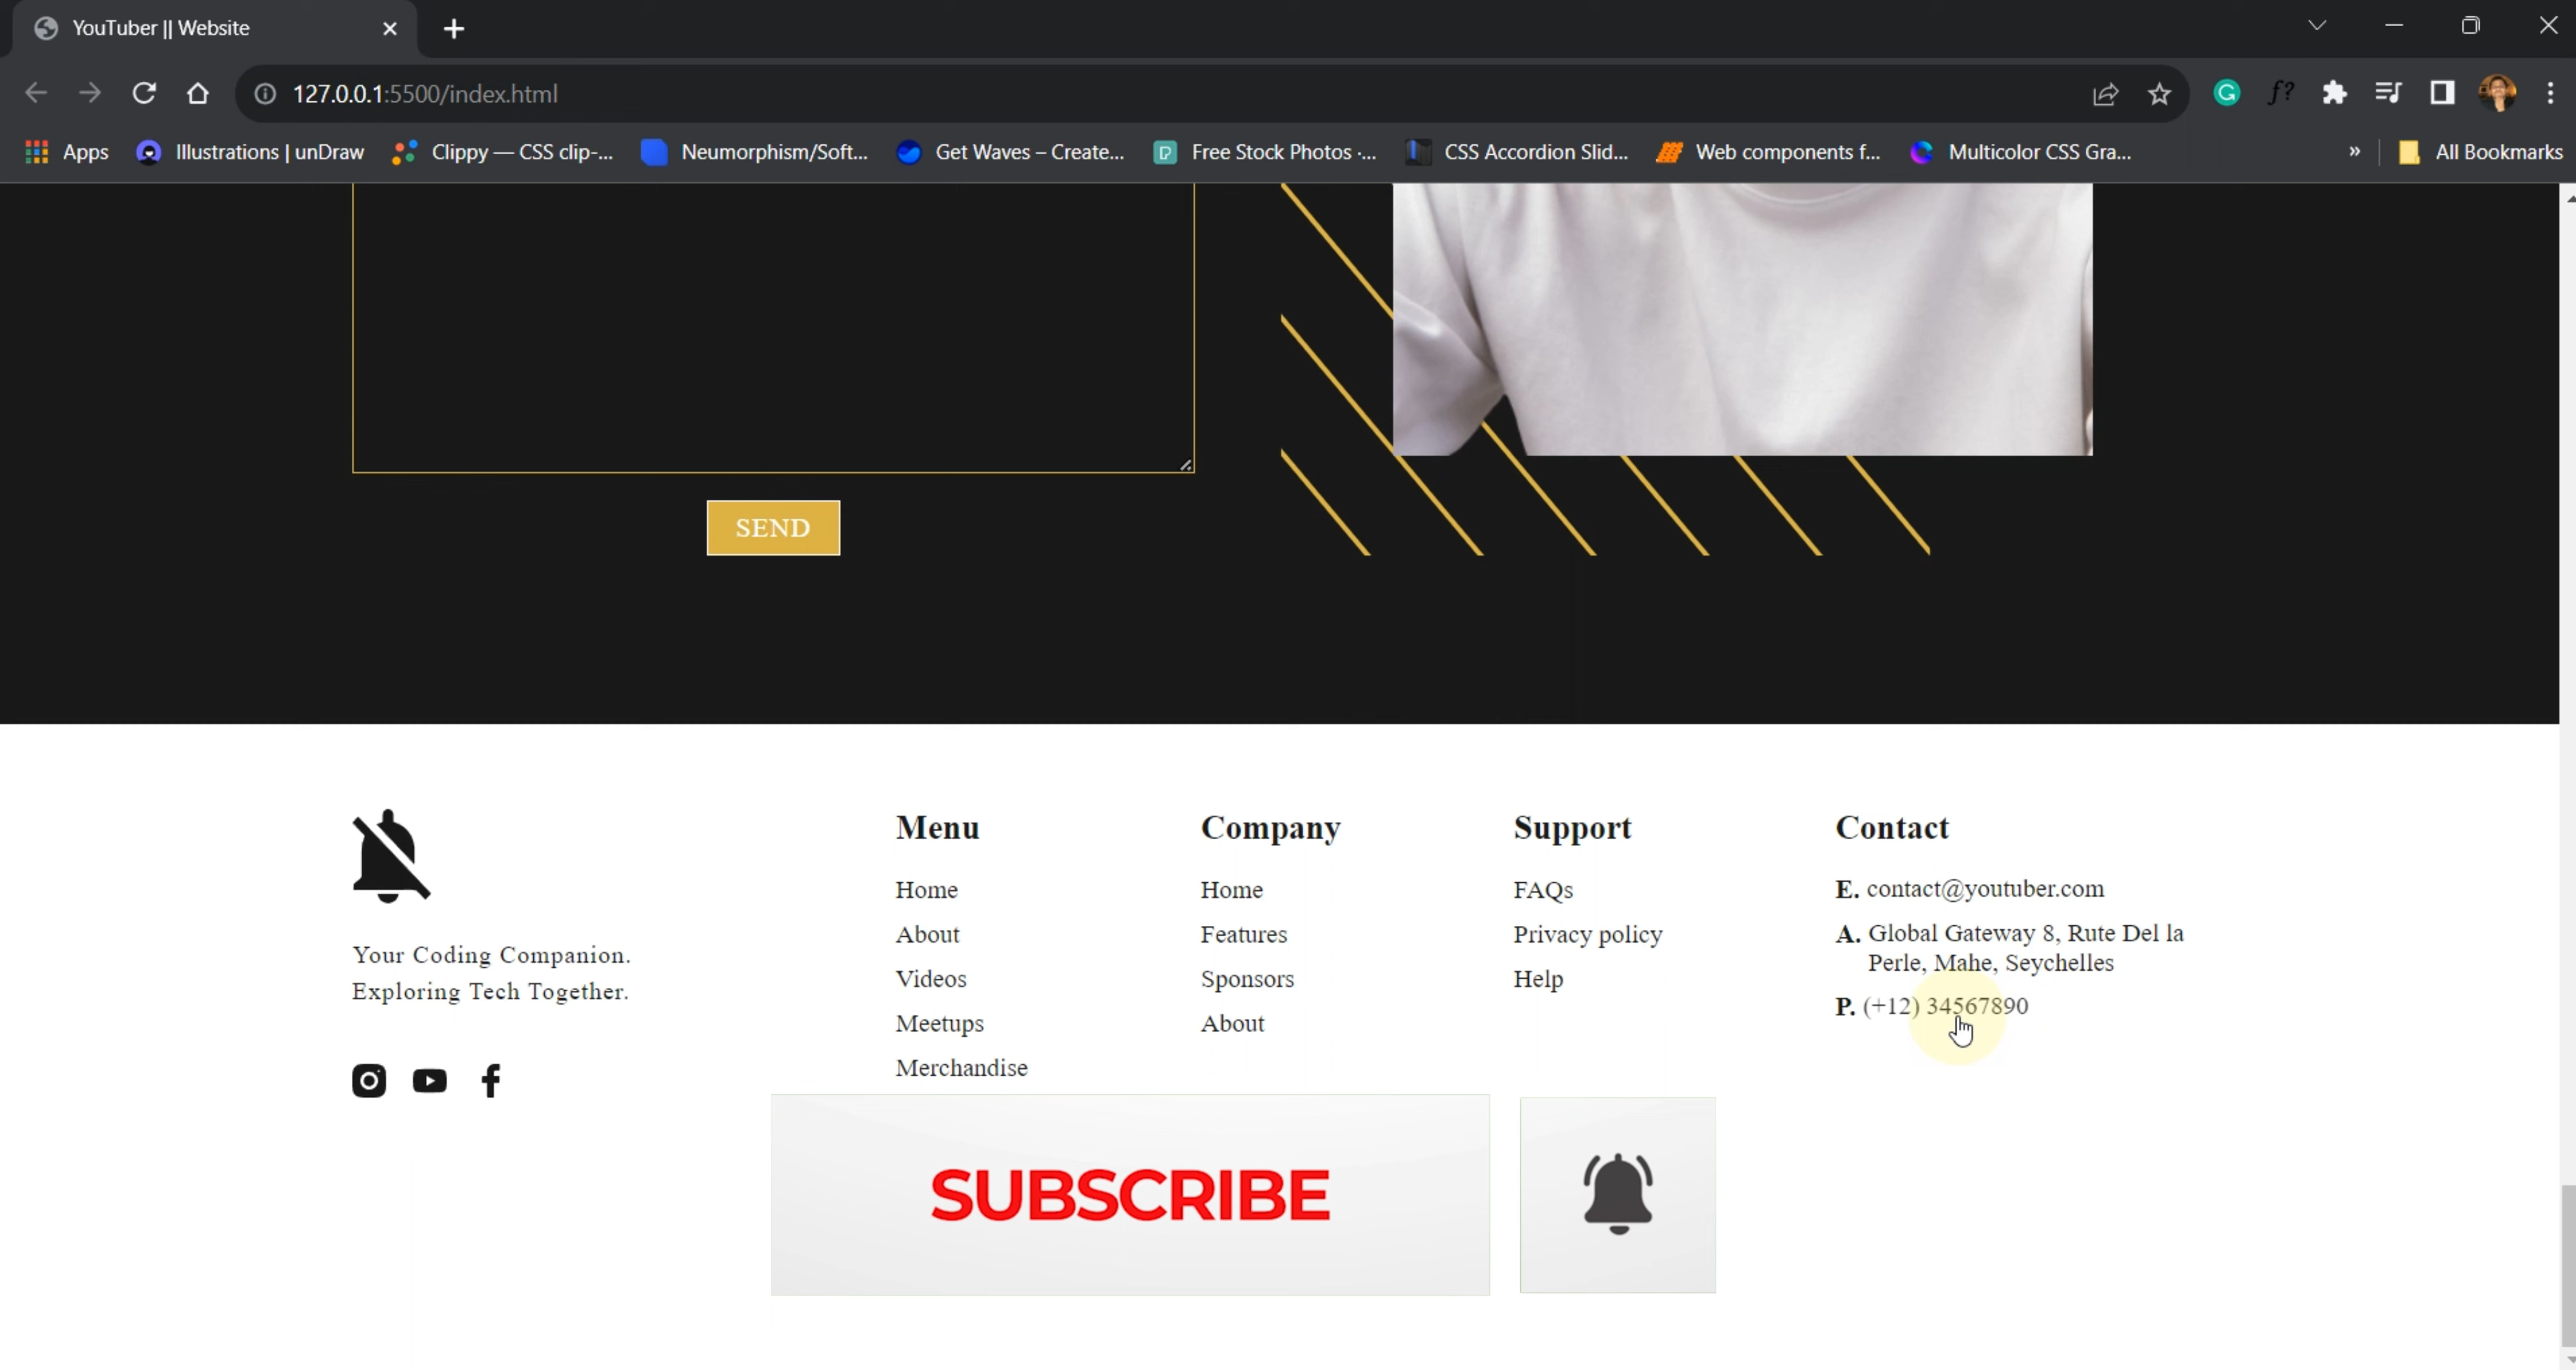 YouTuber || Website
127.0.0.1:5500/index.html
f?
Apps
Illustrations | unDraw
Clippy — CSS clip-...
Neumorphism/Soft...
Get Waves – Create...
Free Stock Photos ·...
CSS Accordion Slid...
Web components f...
Multicolor CSS Gra...
»
All Bookmarks
SEND
Your Coding Companion.
Exploring Tech Together.
Menu
Home
About
Videos
Meetups
Merchandise
Company
Home
Features
Sponsors
About
Support
FAQs
Privacy policy
Help
Contact
E. contact@youtuber.com
A. Global Gateway 8, Rute Del la
Perle, Mahe, Seychelles
P. (+12) 34567890
SUBSCRIBE